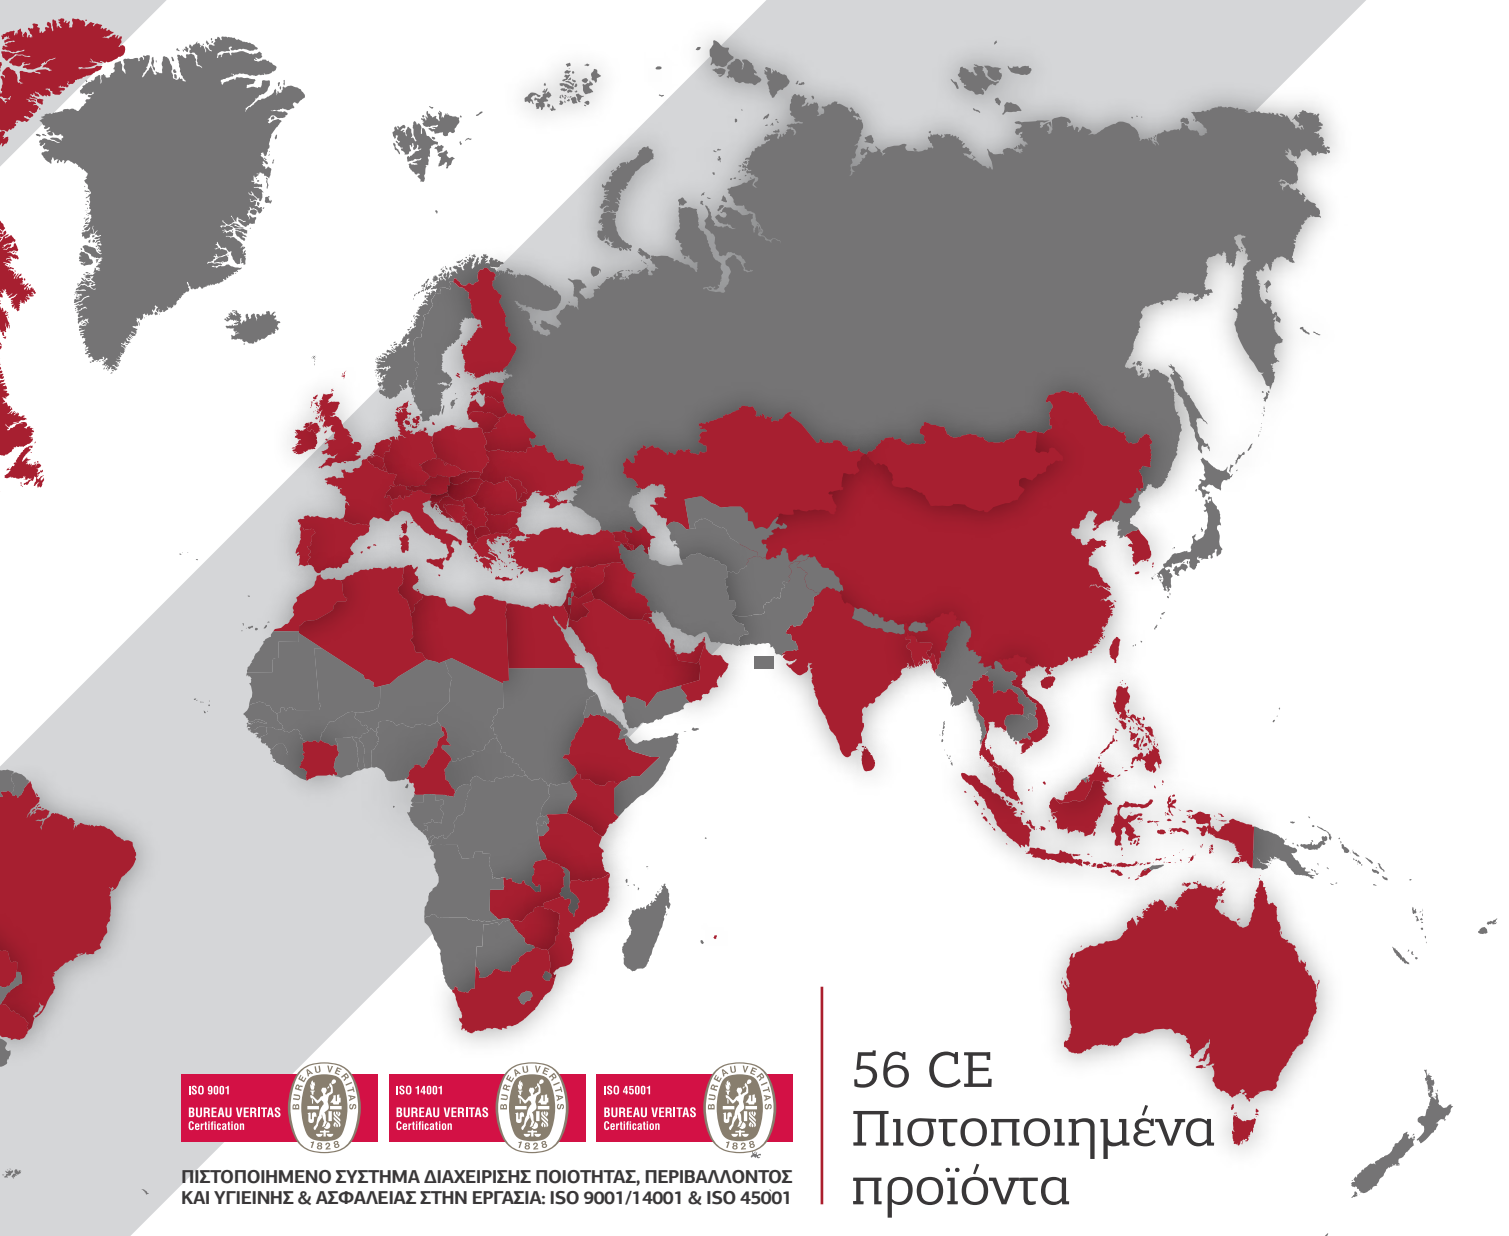 ISO 9001
BUREAU VERITAS
Certification
BUREAU VERITAS
1828
ISO 14001
BUREAU VERITAS
Certification
BUREAU VERITAS
1828
ISO 45001
BUREAU VERITAS
Certification
BUREAU VERITAS
1828
ΠΙΣΤΟΠΟΙΗΜΕΝΟ ΣΥΣΤΗΜΑ ΔΙΑΧΕΙΡΙΣΗΣ ΠΟΙΟΤΗΤΑΣ, ΠΕΡΙΒΑΛΛΟΝΤΟΣ
ΚΑΙ ΥΓΙΕΙΝΗΣ & ΑΣΦΑΛΕΙΑΣ ΣΤΗΝ ΕΡΓΑΣΙΑ: ISO 9001/14001 & ISO 45001
56 CE
Πιστοποιημένα
προϊόντα